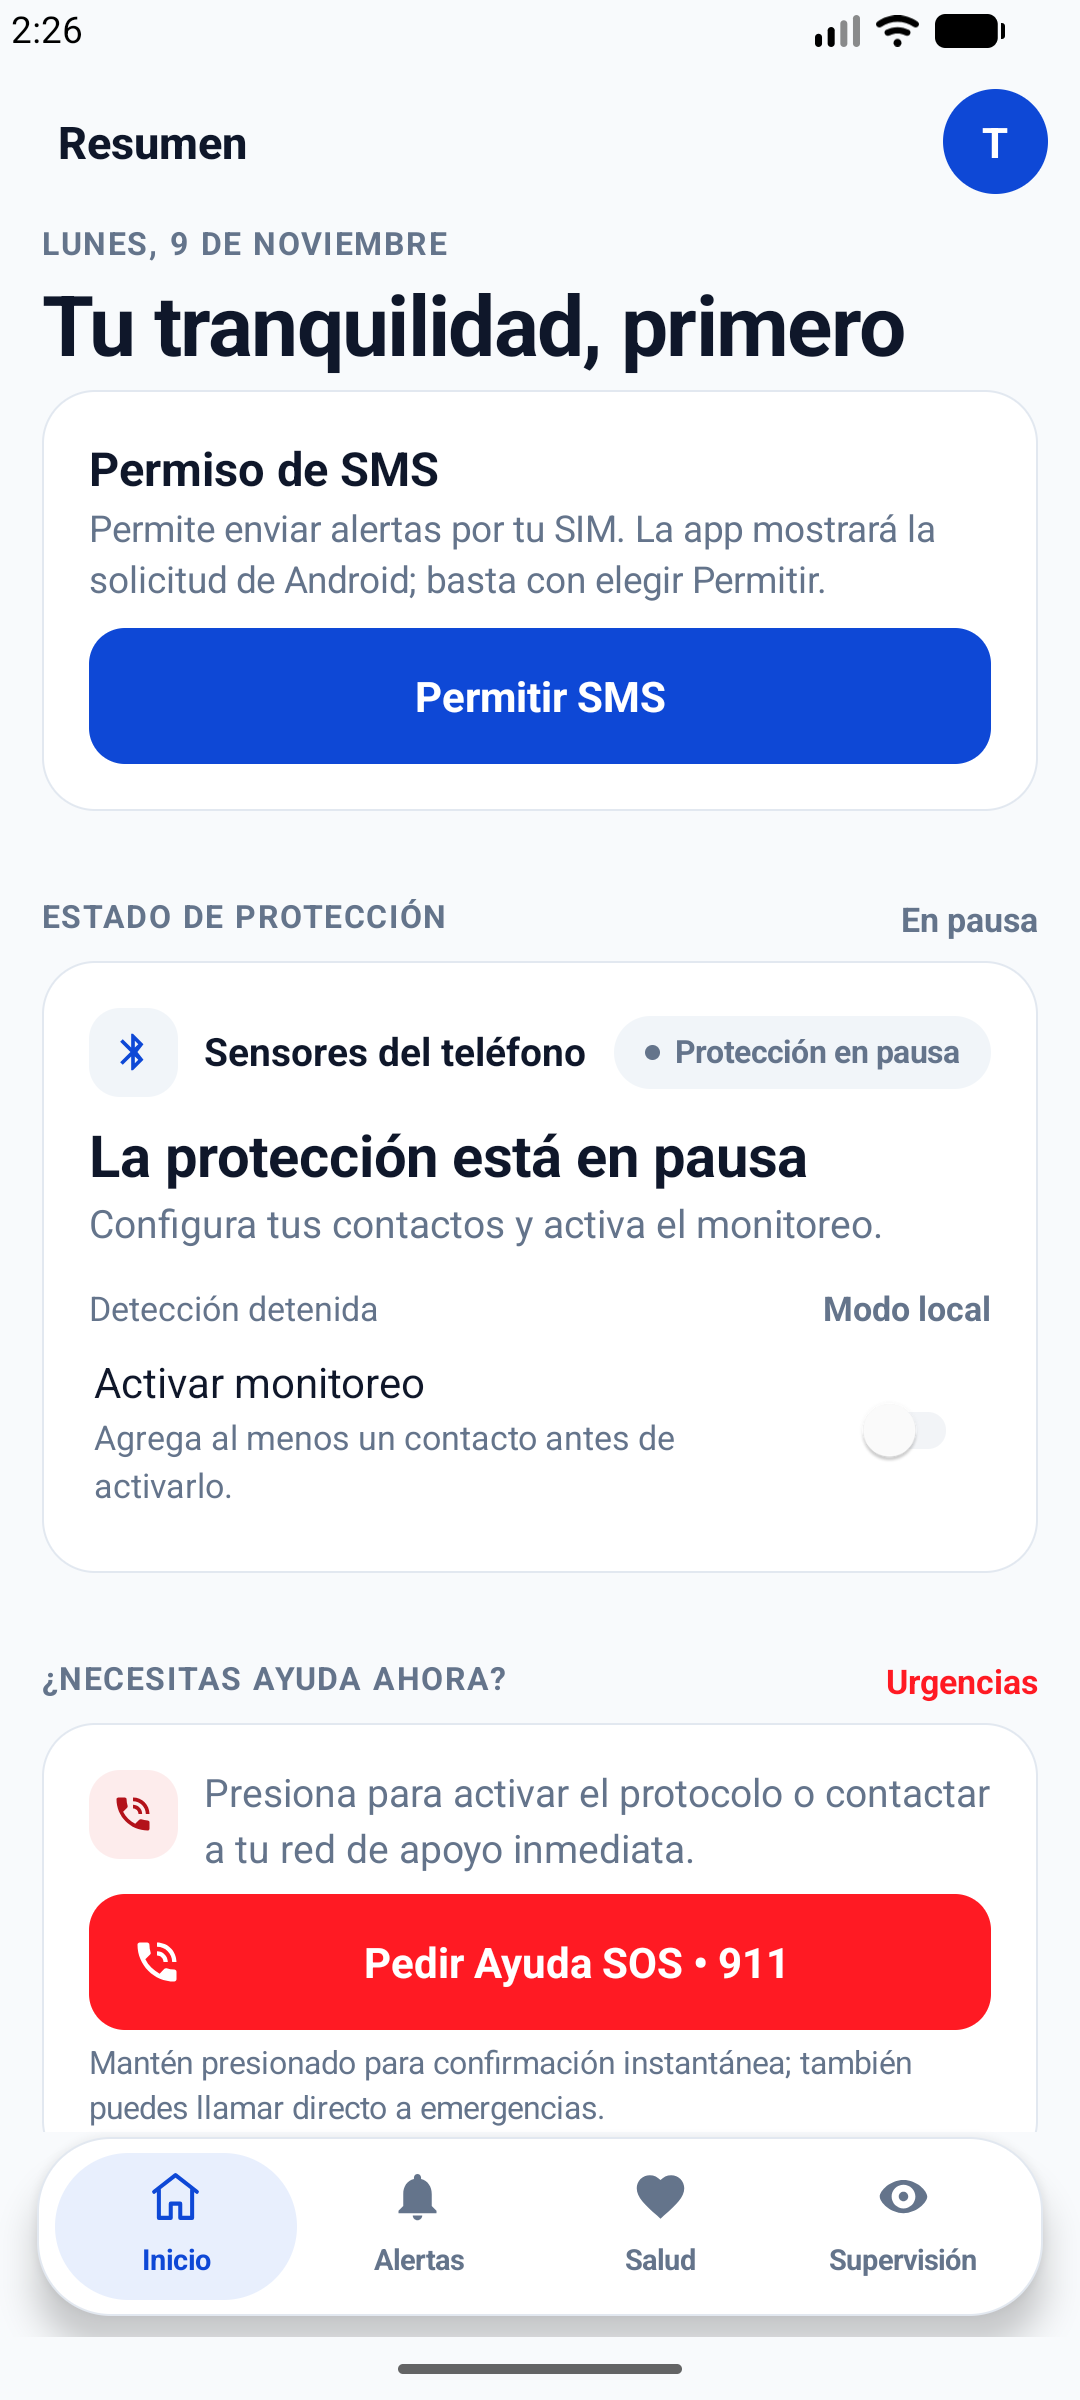 2:26
Resumen
T
LUNES, 9 DE NOVIEMBRE
Tu tranquilidad, primero
Permiso de SMS
Permite enviar alertas por tu SIM. La app mostrará la
solicitud de Android; basta con elegir Permitir.
Permitir SMS
ESTADO DE PROTECCIÓN
En pausa
Sensores del teléfono
Protección en pausa
La protección está en pausa
Configura tus contactos y activa el monitoreo.
Detección detenida
Modo local
Activar monitoreo
Agrega al menos un contacto antes de
activarlo.
¿NECESITAS AYUDA AHORA?
Urgencias
Presiona para activar el protocolo o contactar
a tu red de apoyo inmediata.
Pedir Ayuda SOS • 911
Mantén presionado para confirmación instantánea; también
puedes llamar directo a emergencias.
Inicio
Alertas
Salud
Supervisión